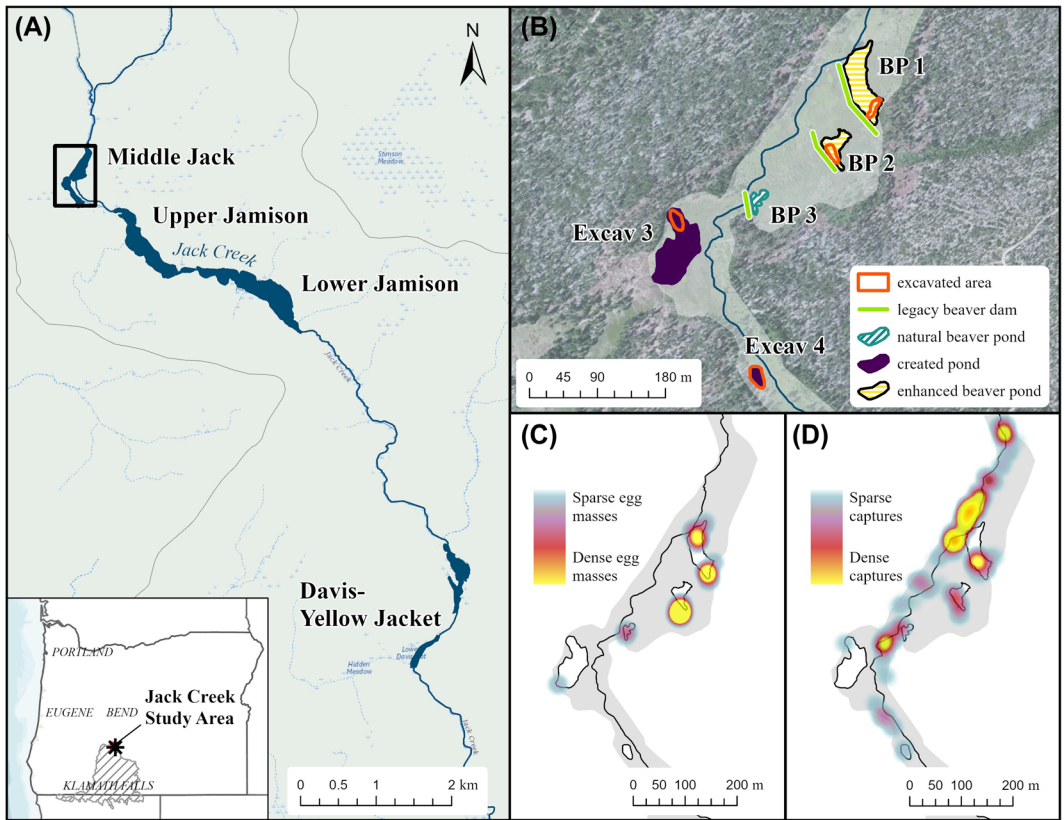 (A)
N
Middle Jack
Stimson
Meadow
Upper Jamison
Jack Creek
Lower Jamison
Jack Creek
Davis-
Yellow Jacket
Hidden
Meadow
Jack Creek
PORTLAND
EUGENE BEND
Jack Creek
Study Area
KLAMATH FALLS
0 0.5 1 2 km
(B)
BP 1
BP 2
BP 3
Excav 3
Excav 4
0 45 90 180 m
excavated area
legacy beaver dam
natural beaver pond
created pond
enhanced beaver pond
(C)
Sparse egg
masses
Dense egg
masses
0 100 200 m
(D)
Sparse
captures
Dense
captures
0 100 200 m